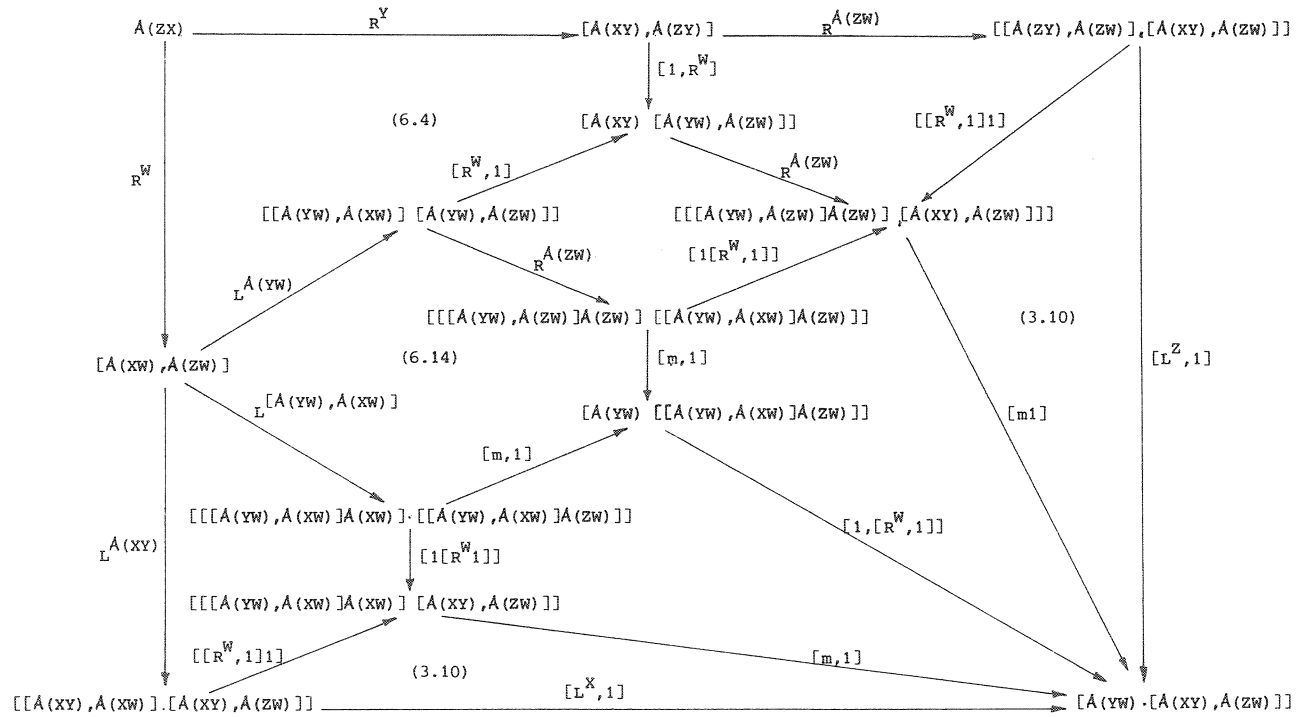 Å(ZX) R^Y [Å(XY),Å(ZY)] R^Å(ZW) [[Å(ZY),Å(ZW)],[Å(XY),Å(ZW)]]
[1,R^W]
(6.4) [Å(XY) [Å(YW),Å(ZW)]] [[R^W,1]1]
R^W [R^W,1] R^Å(ZW)
[[Å(YW),Å(XW)] [Å(YW),Å(ZW)]] [[[Å(YW),Å(ZW)]Å(ZW)],[Å(XY),Å(ZW)]]]
L^Å(YW) R^Å(ZW) [1[R^W,1]]
[[[Å(YW),Å(ZW)]Å(ZW)] [[Å(YW),Å(XW)]Å(ZW)]] (3.10)
[Å(XW),Å(ZW)] (6.14) [m,1] [L^Z,1]
L^[Å(YW),Å(XW)] [Å(YW) [[Å(YW),Å(XW)]Å(ZW)]] [m1]
[m,1]
[[[Å(YW),Å(XW)]Å(XW)].[[Å(YW),Å(XW)]Å(ZW)]] [1,[R^W,1]]
L^Å(XY) [1[R^W1]]
[[[Å(YW),Å(XW)]Å(XW)] [Å(XY),Å(ZW)]]
[[R^W,1]1] (3.10) [m,1]
[[Å(XY),Å(XW)].[Å(XY),Å(ZW)]] [L^X,1] [Å(YW).[Å(XY),Å(ZW)]]